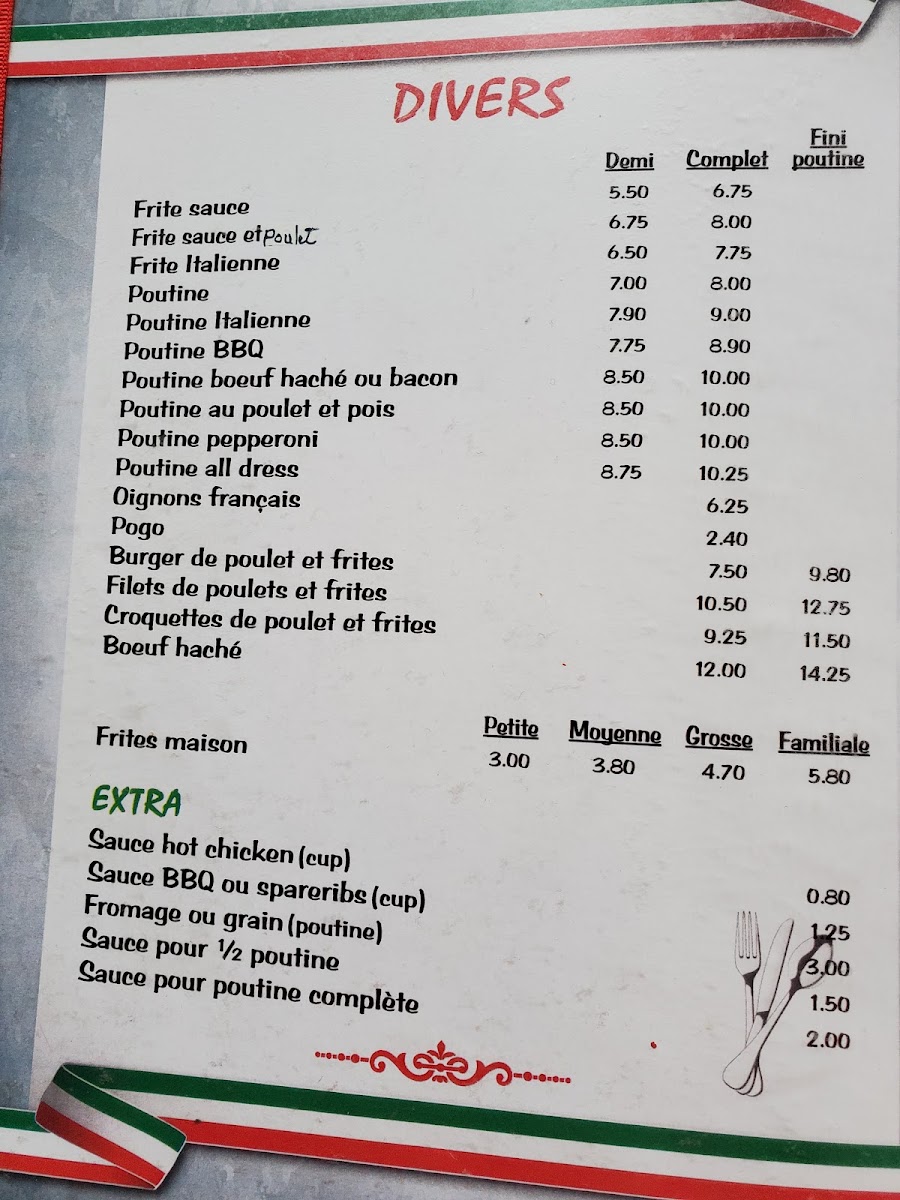 DIVERS
Demi Complet Fini poutine
Frite sauce 5.50 6.75
Frite sauce et poulet 6.75 8.00
Frite Italienne 6.50 7.75
Poutine 7.00 8.00
Poutine Italienne 7.90 9.00
Poutine BBQ 7.75 8.90
Poutine boeuf haché ou bacon 8.50 10.00
Poutine au poulet et pois 8.50 10.00
Poutine pepperoni 8.50 10.00
Poutine all dress 8.75 10.25
Oignons français 6.25
Pogo 2.40
Burger de poulet et frites 7.50 9.80
Filets de poulets et frites 10.50 12.75
Croquettes de poulet et frites 9.25 11.50
Boeuf haché 12.00 14.25
Petite Moyenne Grosse Familiale
Frites maison 3.00 3.80 4.70 5.80
EXTRA
Sauce hot chicken (cup) 0.80
Sauce BBQ ou spareribs (cup) 1.25
Fromage ou grain (poutine) 3.00
Sauce pour ½ poutine 1.50
Sauce pour poutine complète 2.00